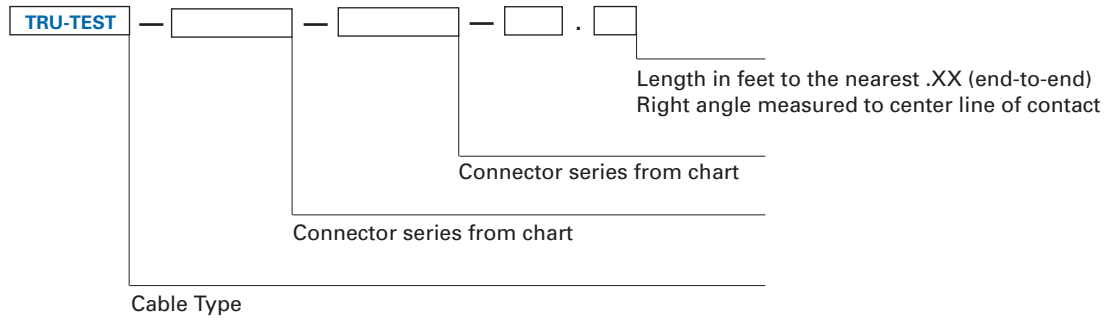 TRU-TEST — — — .
Length in feet to the nearest .XX (end-to-end)
Right angle measured to center line of contact
Connector series from chart
Connector series from chart
Cable Type